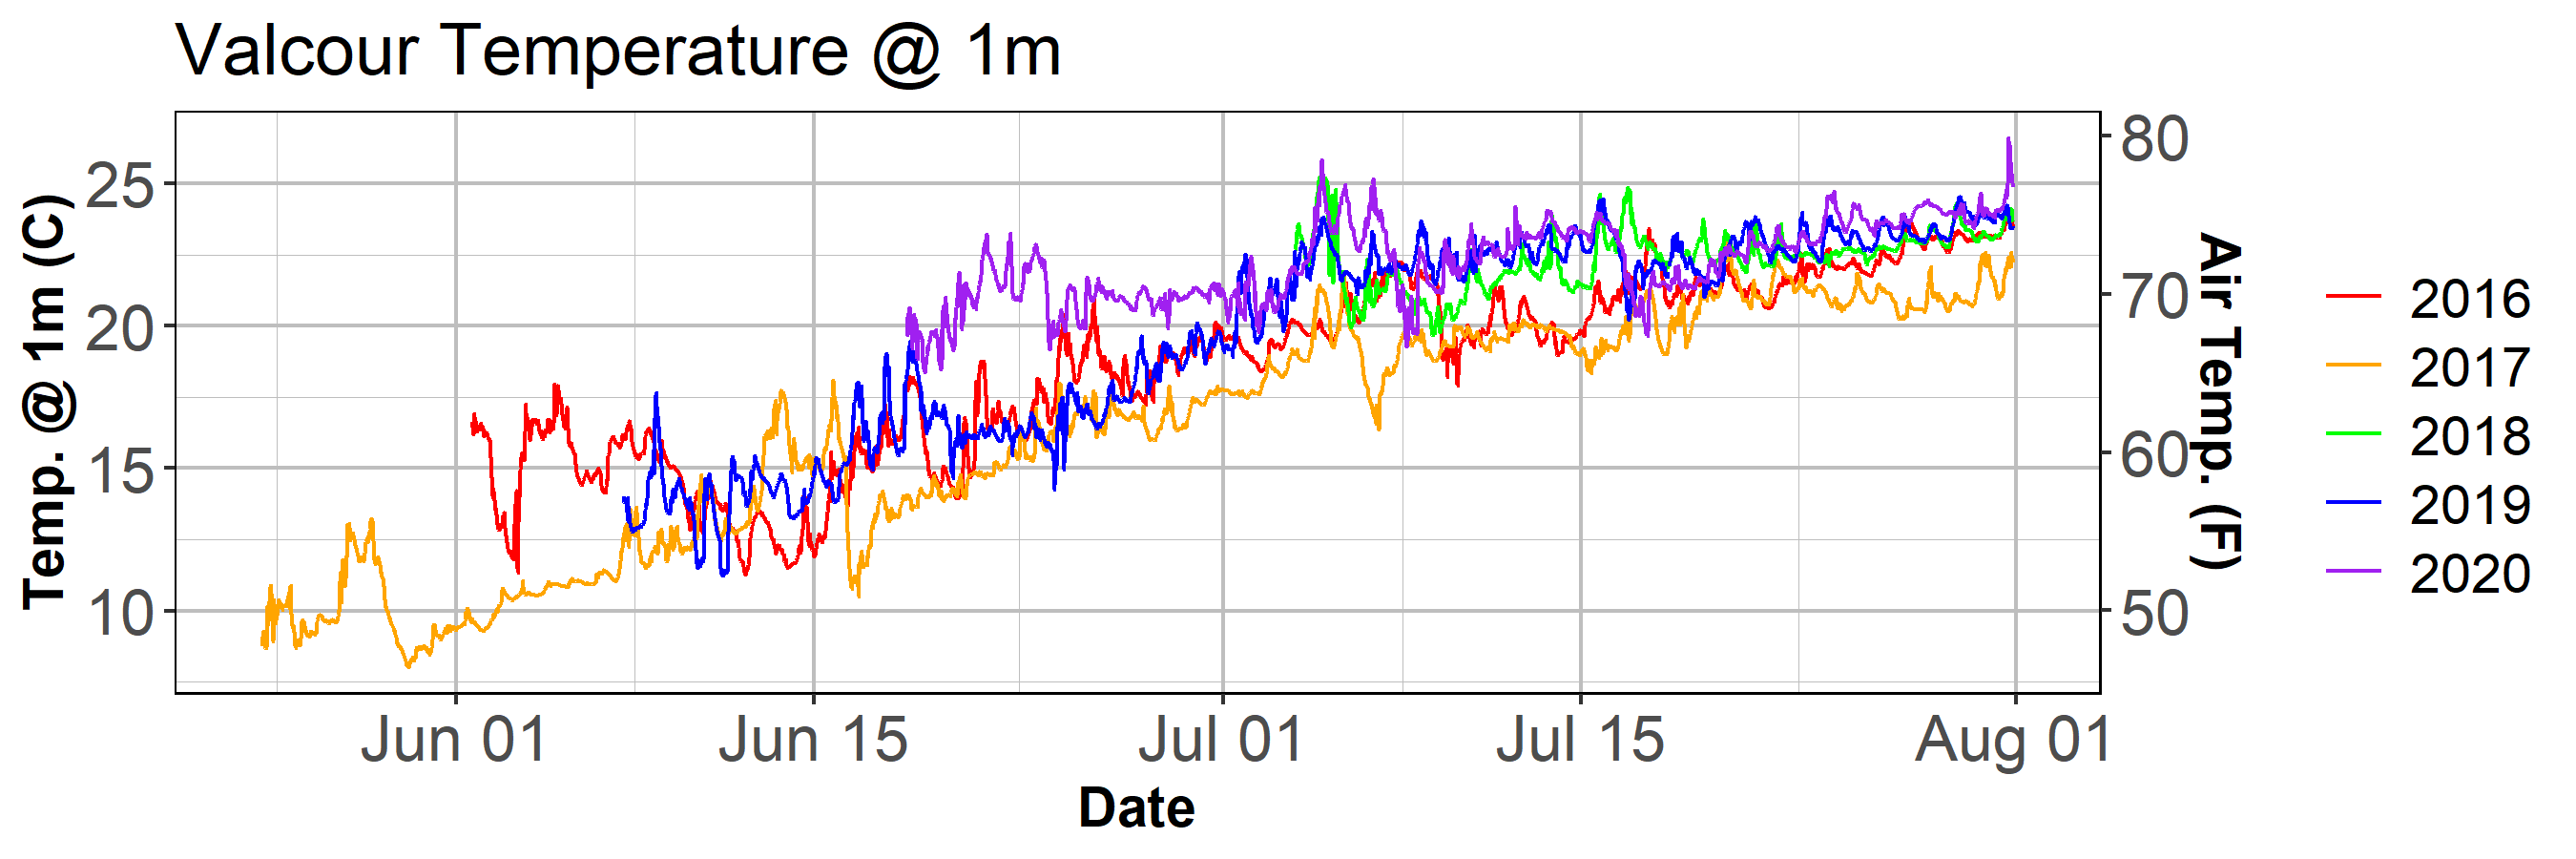 Valcour Temperature @ 1m
Temp. @ 1m (C)
25
20
15
10
80
70
60
50
Air Temp. (F)
Jun 01
Jun 15
Jul 01
Jul 15
Aug 01
Date
2016
2017
2018
2019
2020